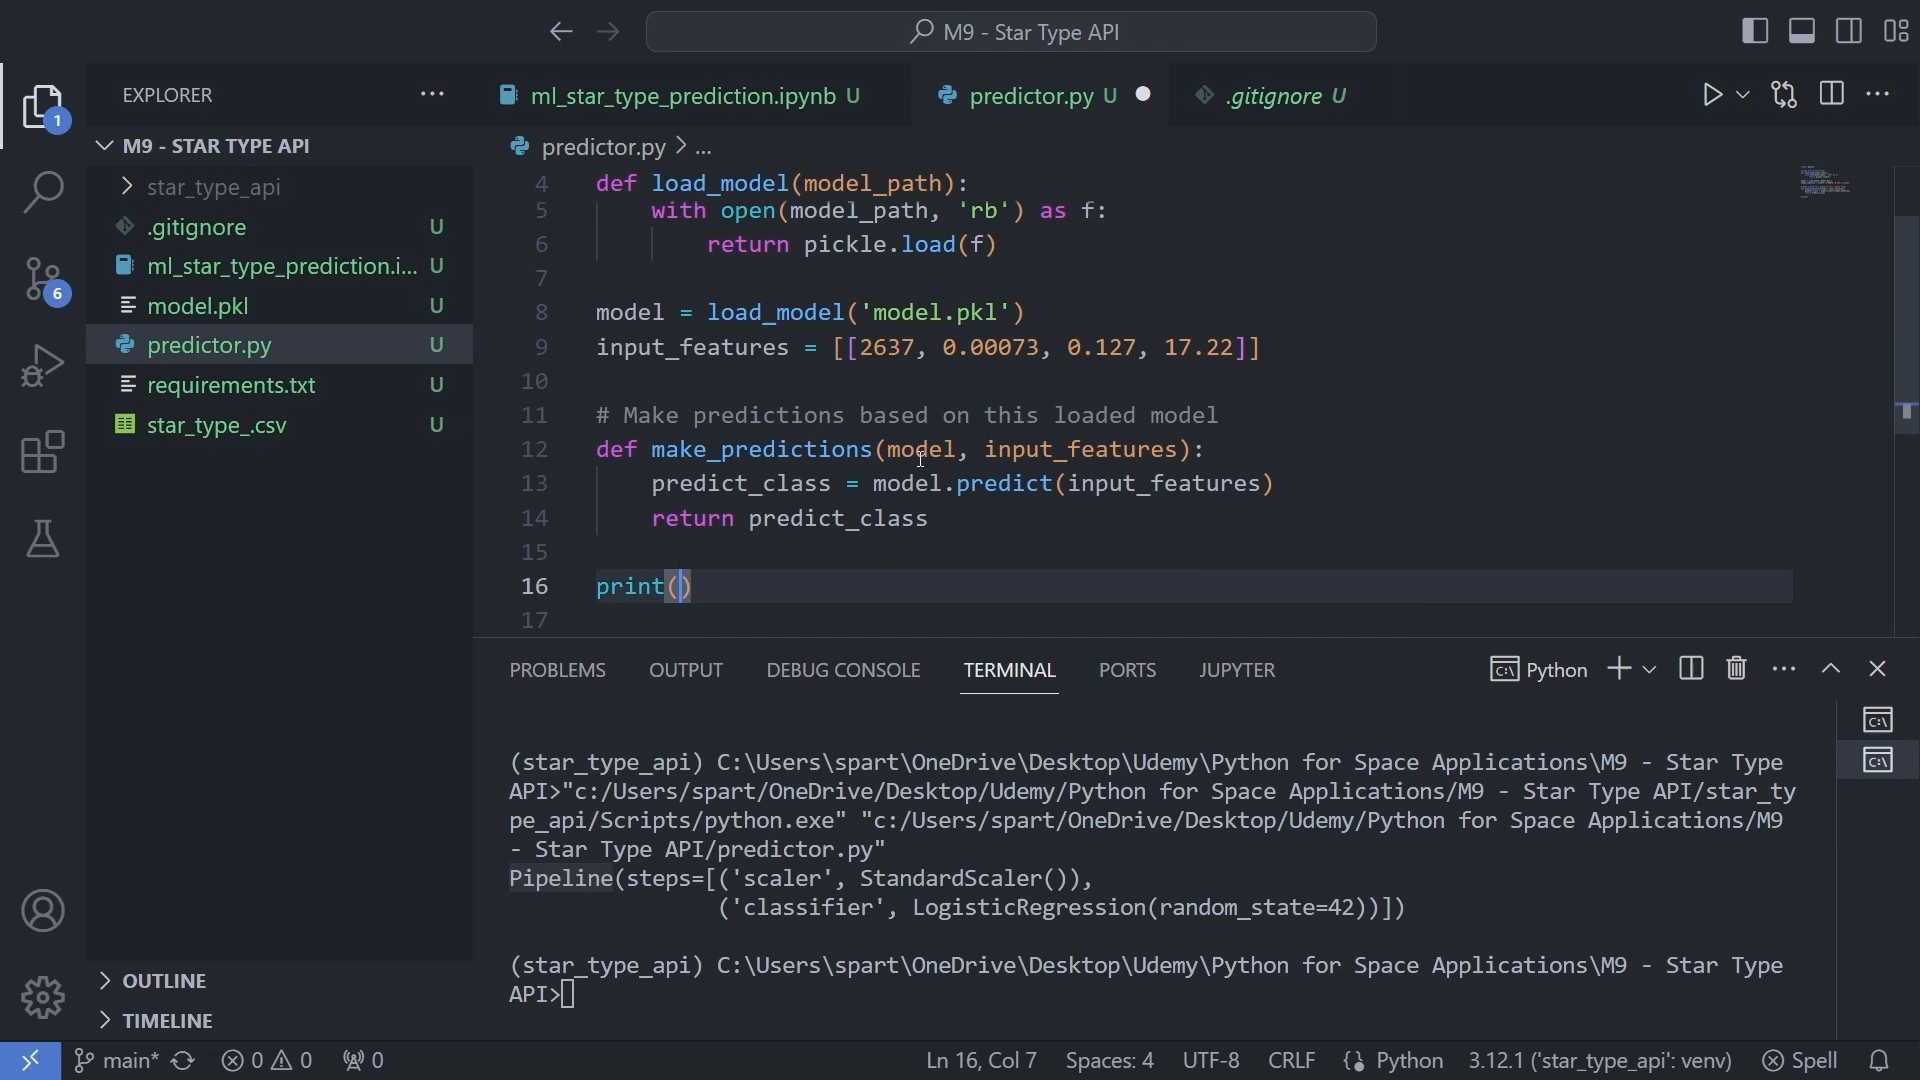 M9 - Star Type API
EXPLORER
ml_star_type_prediction.ipynb U
predictor.py U
.gitignore U
M9 - STAR TYPE API
predictor.py > ...
star_type_api
.gitignore U
ml_star_type_prediction.i... U
model.pkl U
predictor.py U
requirements.txt U
star_type_.csv U
1
6
4 def load_model(model_path):
5 with open(model_path, 'rb') as f:
6 return pickle.load(f)
7
8 model = load_model('model.pkl')
9 input_features = [[2637, 0.00073, 0.127, 17.22]]
10
11 # Make predictions based on this loaded model
12 def make_predictions(model, input_features):
13 predict_class = model.predict(input_features)
14 return predict_class
15
16 print()
17
PROBLEMS OUTPUT DEBUG CONSOLE TERMINAL PORTS JUPYTER
Python
(star_type_api) C:\Users\spart\OneDrive\Desktop\Udemy\Python for Space Applications\M9 - Star Type
API>"c:/Users/spart/OneDrive/Desktop/Udemy/Python for Space Applications/M9 - Star Type API/star_ty
pe_api/Scripts/python.exe" "c:/Users/spart/OneDrive/Desktop/Udemy/Python for Space Applications/M9
- Star Type API/predictor.py"
Pipeline(steps=[('scaler', StandardScaler()),
('classifier', LogisticRegression(random_state=42))])
(star_type_api) C:\Users\spart\OneDrive\Desktop\Udemy\Python for Space Applications\M9 - Star Type
API>
OUTLINE
TIMELINE
main* 0 0 0
Ln 16, Col 7 Spaces: 4 UTF-8 CRLF Python 3.12.1 ('star_type_api': venv) Spell